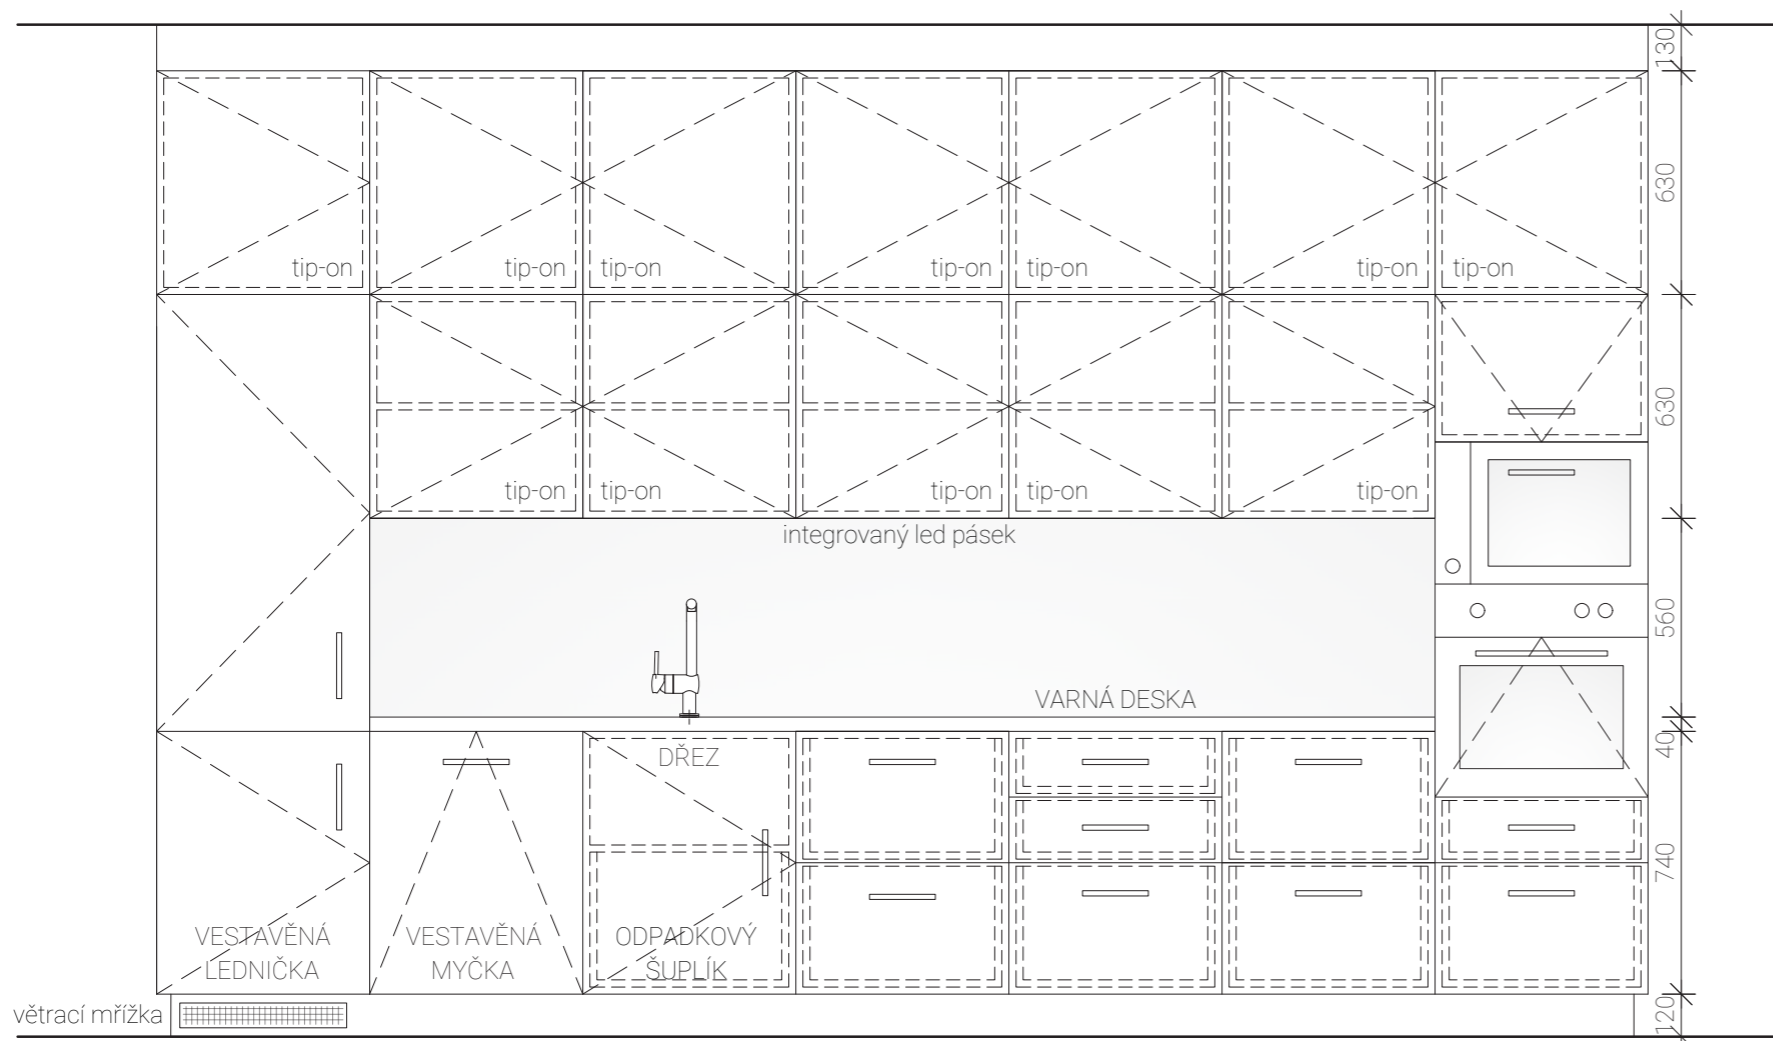 130
630
tip-on tip-on tip-on tip-on tip-on tip-on tip-on
630
tip-on tip-on tip-on tip-on tip-on
integrovaný led pásek
560
VARNÁ DESKA
40
DŘEZ
740
VESTAVĚNÁ
LEDNIČKA
VESTAVĚNÁ
MYČKA
ODPADKOVÝ
ŠUPLÍK
větrací mřížka
120